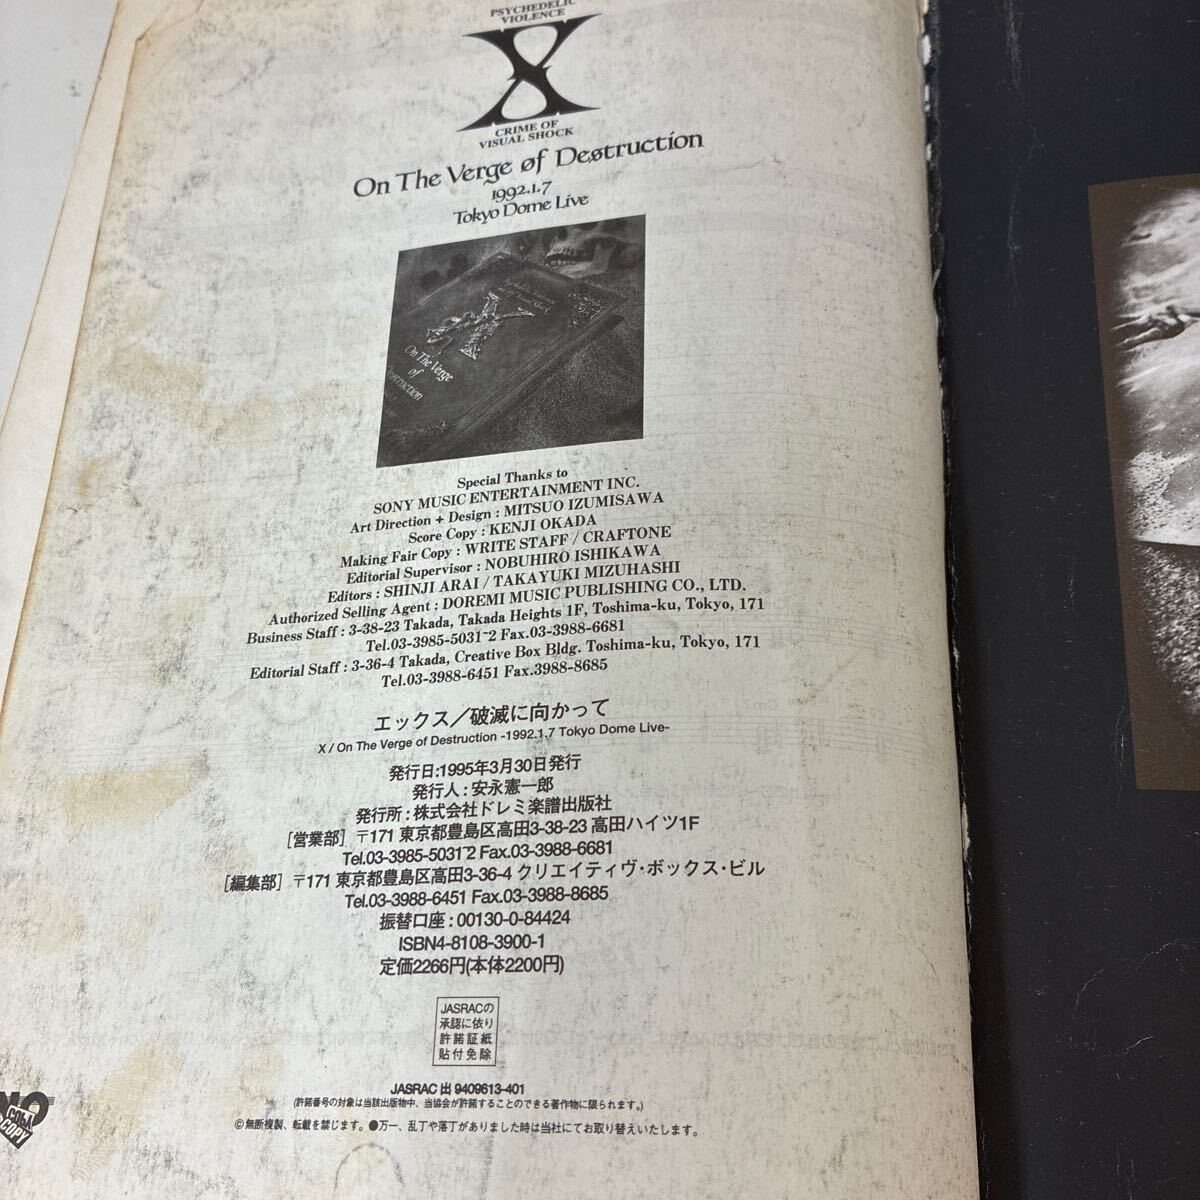 PSYCHEDELIC
VIOLENCE
X
CRIME OF
VISUAL SHOCK
On The Verge øf Deøtruction
1992.1.7
Tokyo Dome Live
On The Verge
of
Special Thanks to
SONY MUSIC ENTERTAINMENT INC.
Art Direction + Design : MITSUO IZUMISAWA
Score Copy : KENJI OKADA
Making Fair Copy : WRITE STAFF / CRAFTONE
Editorial Supervisor : NOBUHIRO ISHIKAWA
Editors : SHINJI ARAI / TAKAYUKI MIZUHASHI
Authorized Selling Agent : DOREMI MUSIC PUBLISHING CO., LTD.
Business Staff : 3-38-23 Takada, Takada Heights 1F, Toshima-ku, Tokyo, 171
Tel.03-3985-5031~2 Fax.03-3988-6681
Editorial Staff : 3-36-4 Takada, Creative Box Bldg. Toshima-ku, Tokyo, 171
Tel.03-3988-6451 Fax.3988-8685
エックス／破滅に向かって
X / On The Verge of Destruction -1992.1.7 Tokyo Dome Live-
発行日:1995年3月30日発行
発行人:安永憲一郎
発行所:株式会社ドレミ楽譜出版社
［営業部］〒171 東京都豊島区高田3-38-23 高田ハイツ1F
Tel.03-3985-5031~2 Fax.03-3988-6681
［編集部］〒171 東京都豊島区高田3-36-4 クリエイティヴ・ボックス・ビル
Tel.03-3988-6451 Fax.03-3988-8685
振替口座:00130-0-84424
ISBN4-8108-3900-1
定価2266円(本体2200円)
JASRACの
承認に依り
許諾証紙
貼付免除
JASRAC 出 9409613-401
(許諾番号の対象は当該出版物中、当協会が許諾することのできる著作物に限られます。)
©無断複製、転載を禁じます。●万一、乱丁や落丁がありました時は当社にてお取り替えいたします。
NO
COPY